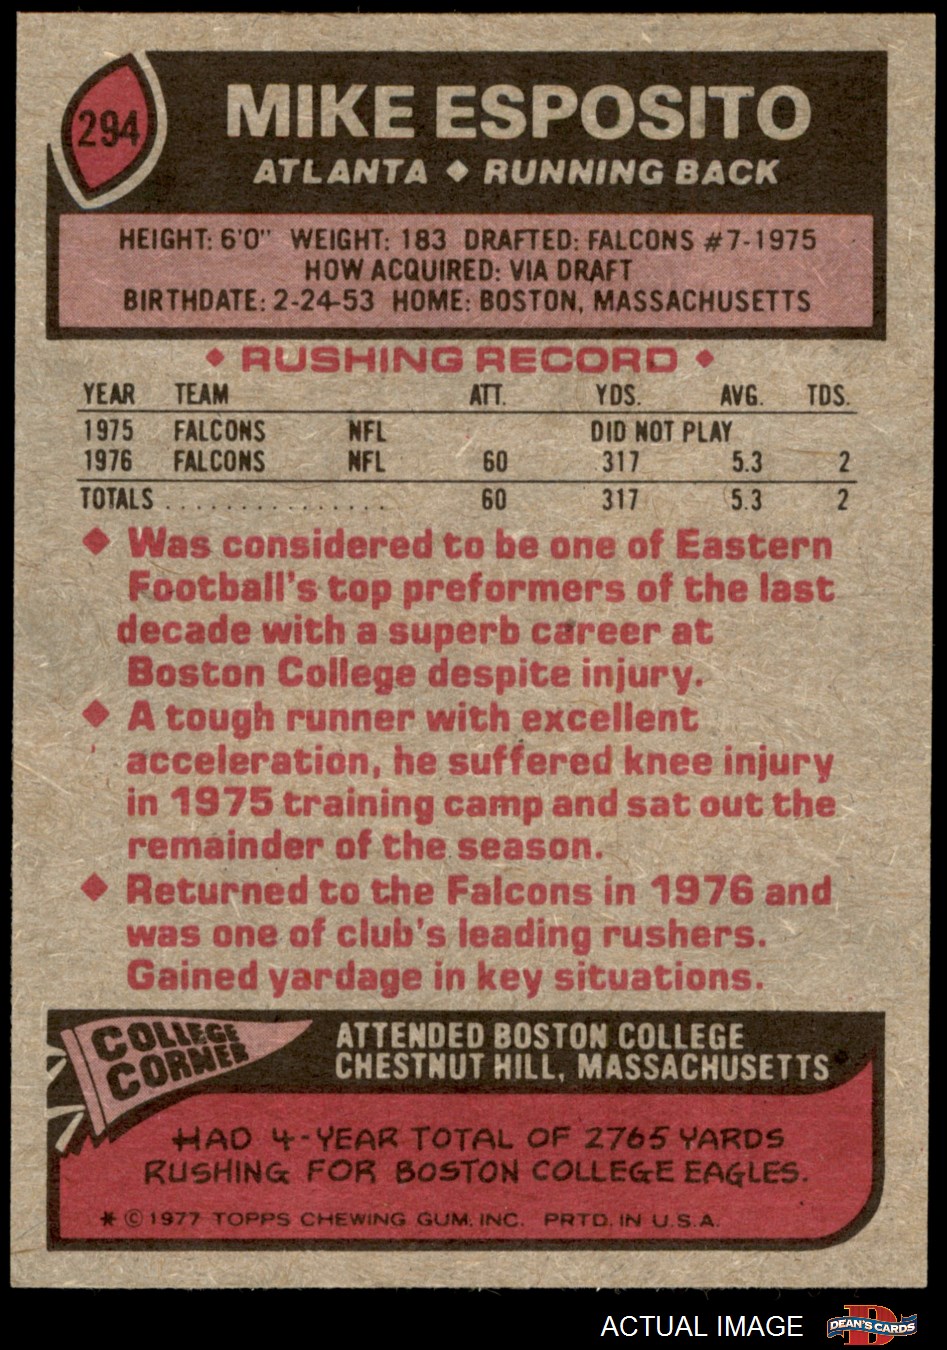 294
MIKE ESPOSITO
ATLANTA ◆ RUNNING BACK
HEIGHT: 6'0" WEIGHT: 183 DRAFTED: FALCONS #7-1975
HOW ACQUIRED: VIA DRAFT
BIRTHDATE: 2-24-53 HOME: BOSTON, MASSACHUSETTS
◆ RUSHING RECORD ◆
YEAR TEAM ATT. YDS. AVG. TDS.
1975 FALCONS NFL DID NOT PLAY
1976 FALCONS NFL 60 317 5.3 2
TOTALS . . . . . . . . . . . . . . . 60 317 5.3 2
◆ Was considered to be one of Eastern
Football's top preformers of the last
decade with a superb career at
Boston College despite injury.
◆ A tough runner with excellent
acceleration, he suffered knee injury
in 1975 training camp and sat out the
remainder of the season.
◆ Returned to the Falcons in 1976 and
was one of club's leading rushers.
Gained yardage in key situations.
COLLEGE
CORNER
ATTENDED BOSTON COLLEGE
CHESTNUT HILL, MASSACHUSETTS
HAD 4-YEAR TOTAL OF 2765 YARDS
RUSHING FOR BOSTON COLLEGE EAGLES.
* © 1977 TOPPS CHEWING GUM, INC. PRTD. IN U.S.A.
ACTUAL IMAGE
D
DEAN'S CARDS